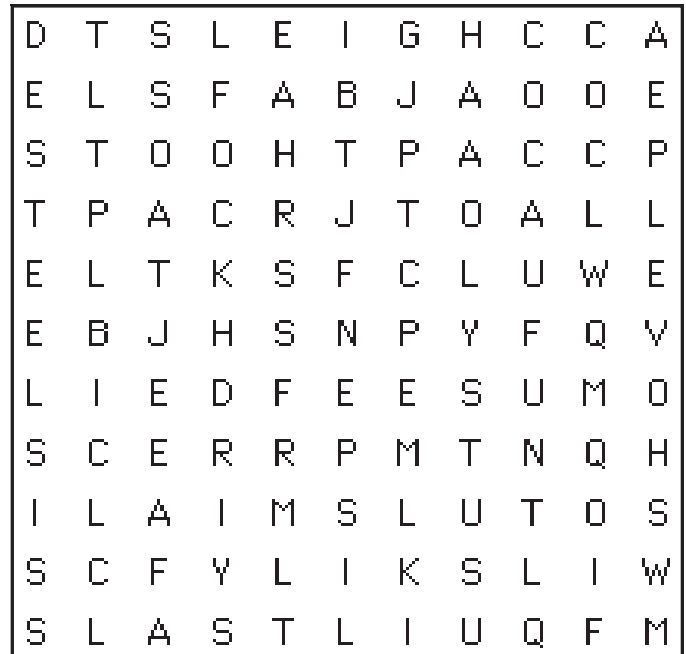 D T S L E I G H C C A
E L S F A B J A O O E
S T O O H T P A C C P
T P A C R J T O A L L
E L T K S F C L U W E
E B J H S N P Y F Q V
L I E D F E E S U M O
S C E R R P M T N Q H
I L A I M S L U T O S
S C F Y L I K S L I W
S L A S T L I U Q F M